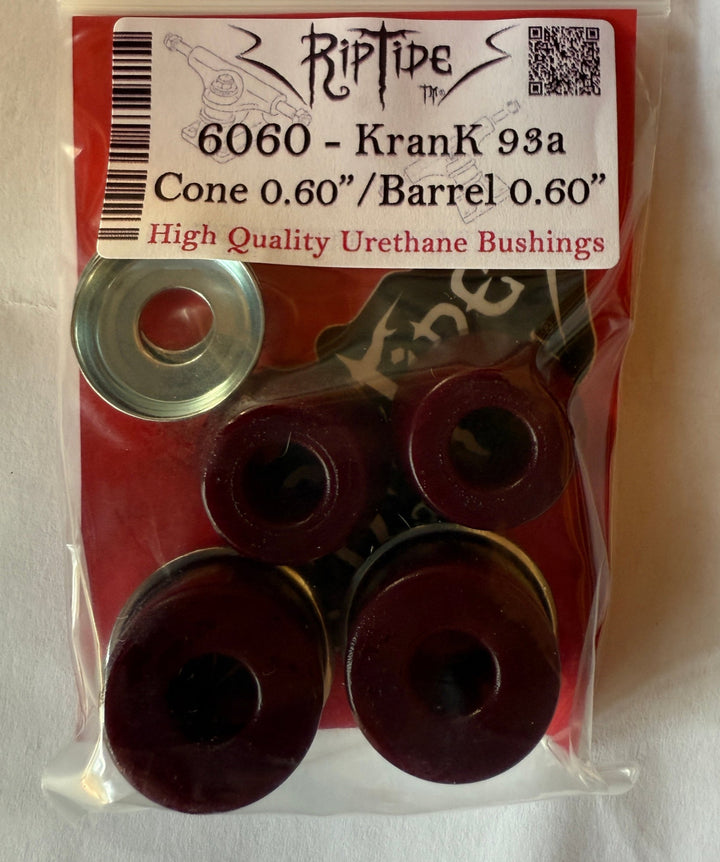 RipTide
TM®
6060 - KranK 93a
Cone 0.60”/Barrel 0.60”
High Quality Urethane Bushings